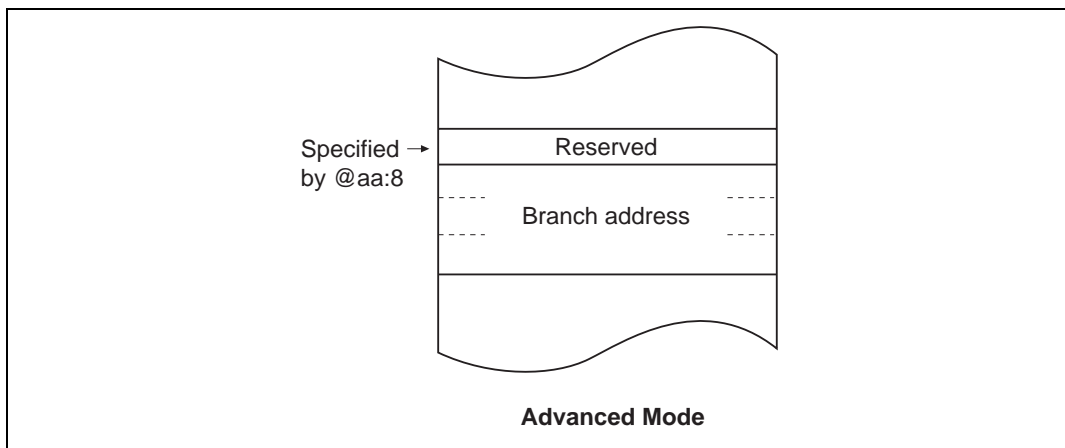 Reserved
Specified →
by @aa:8
Branch address
Advanced Mode